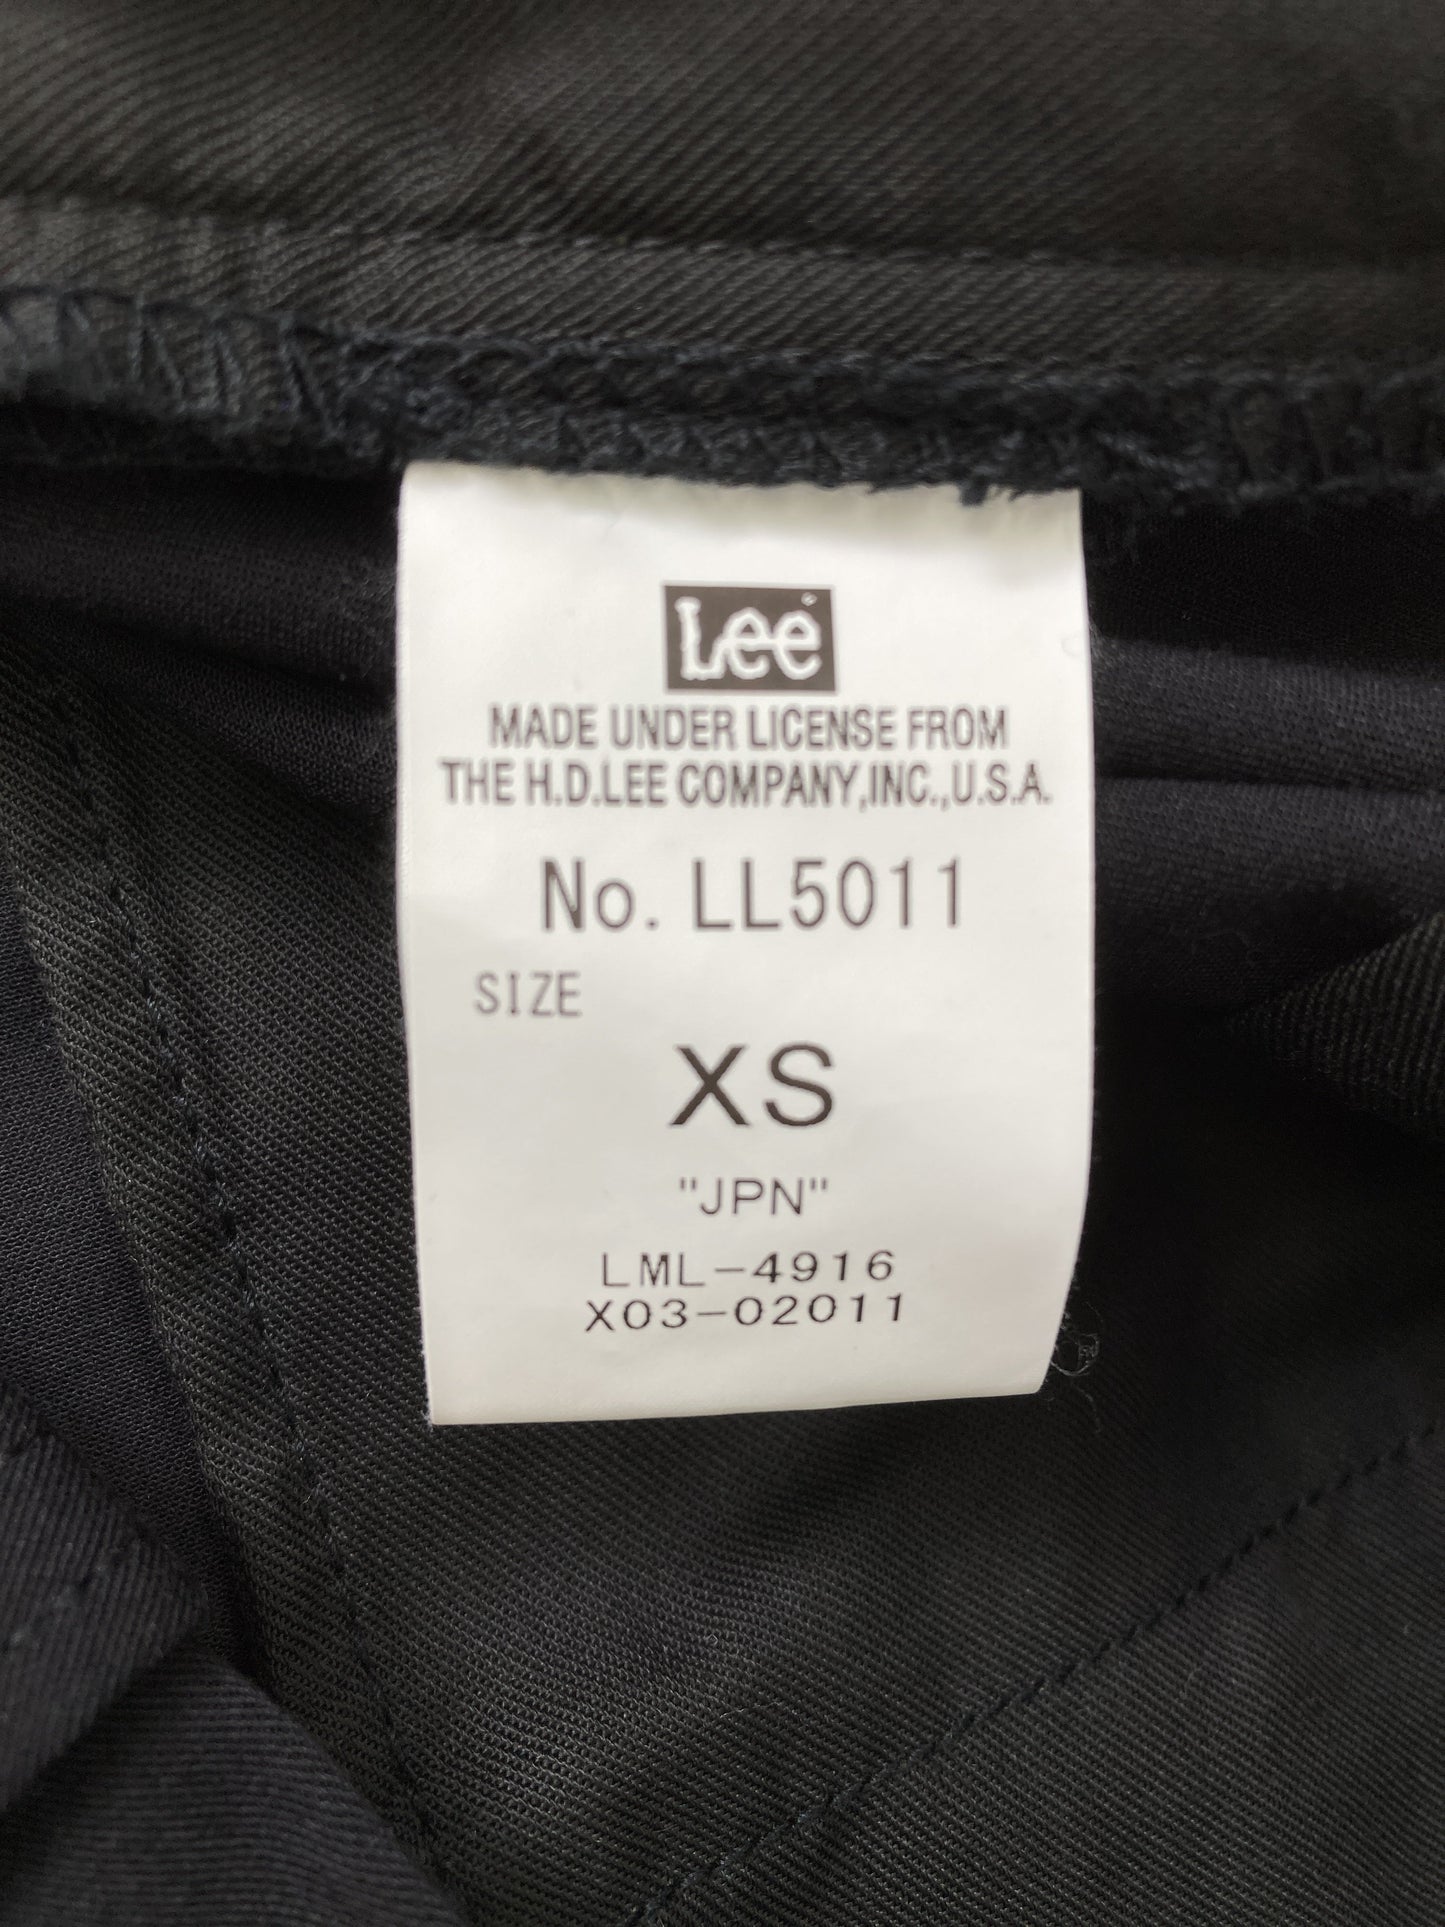 Lee
MADE UNDER LICENSE FROM
THE H.D.LEE COMPANY,INC.,U.S.A.
No. LL5011
SIZE
XS
"JPN"
LML-4916
X03-02011